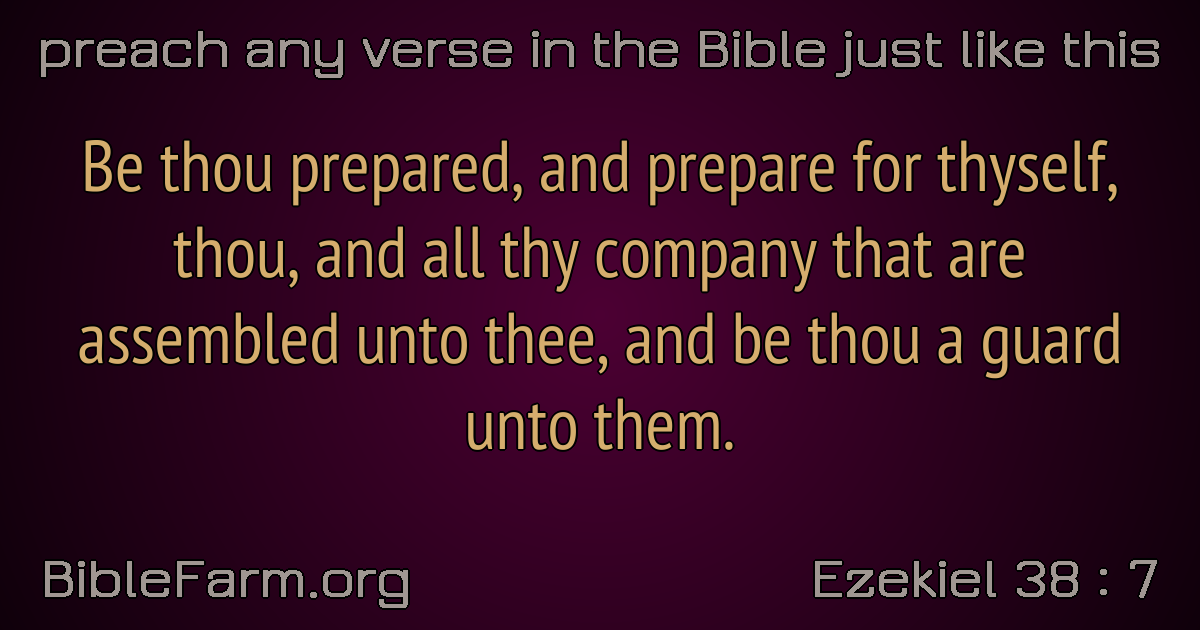 preach any verse in the Bible just like this
Be thou prepared, and prepare for thyself,
thou, and all thy company that are
assembled unto thee, and be thou a guard
unto them.
BibleFarm.org
Ezekiel 38 : 7